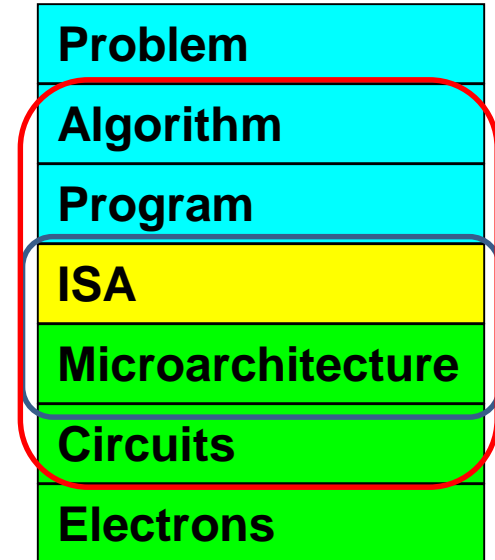 Problem
Algorithm
Program
ISA
Microarchitecture
Circuits
Electrons